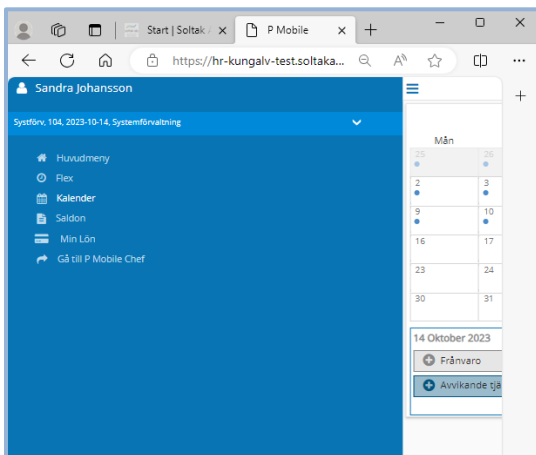 Start | Soltak A
P Mobile
https://hr-kungalv-test.soltaka...
Sandra Johansson
Systförv, 104, 2023-10-14, Systemförvaltning
Huvudmeny
Flex
Kalender
Saldon
Min Lön
Gå till P Mobile Chef
Mån
25 26
2 3
9 10
16 17
23 24
30 31
14 Oktober 2023
Frånvaro
Avvikande tjä